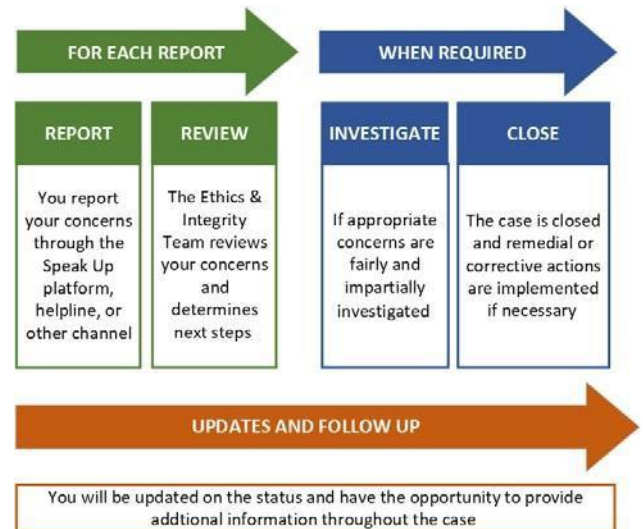 FOR EACH REPORT
WHEN REQUIRED
REPORT
You report
your concerns
through the
Speak Up
platform,
helpline, or
other channel
REVIEW
The Ethics &
Integrity
Team reviews
your concerns
and
determines
next steps
INVESTIGATE
If appropriate
concerns are
fairly and
impartially
investigated
CLOSE
The case is closed
and remedial or
corrective actions
are implemented
if necessary
UPDATES AND FOLLOW UP
You will be updated on the status and have the opportunity to provide
addtional information throughout the case